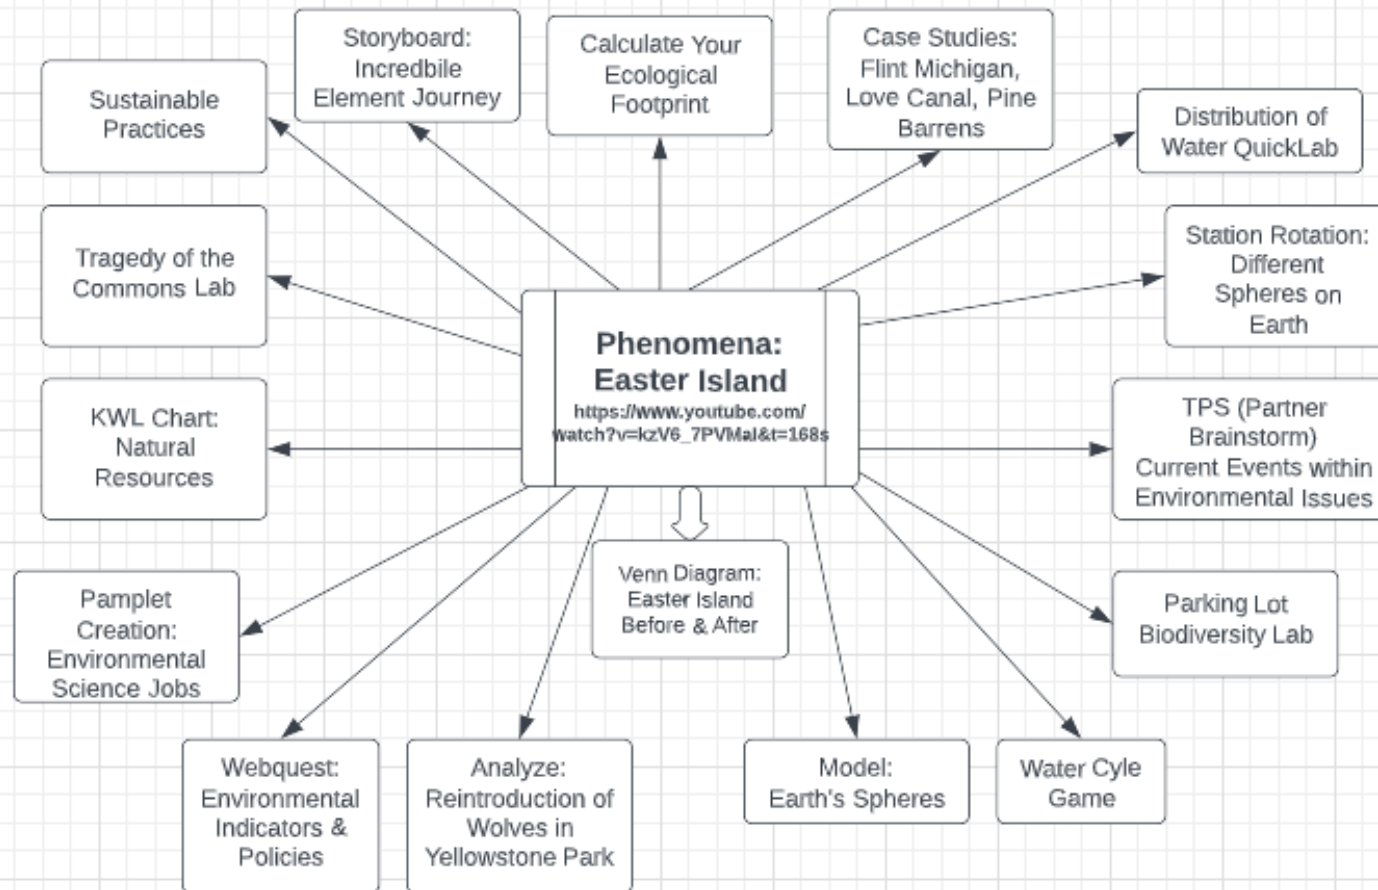 Storyboard:
Incredbile
Element Journey
Calculate Your
Ecological
Footprint
Case Studies:
Flint Michigan,
Love Canal, Pine
Barrens
Sustainable
Practices
Distribution of
Water QuickLab
Tragedy of the
Commons Lab
Station Rotation:
Different
Spheres on
Earth
Phenomena:
Easter Island
https://www.youtube.com/
watch?v=kzV6_7PVMaI&t=168s
KWL Chart:
Natural
Resources
TPS (Partner
Brainstorm)
Current Events within
Environmental Issues
Venn Diagram:
Easter Island
Before & After
Pamplet
Creation:
Environmental
Science Jobs
Parking Lot
Biodiversity Lab
Webquest:
Environmental
Indicators &
Policies
Analyze:
Reintroduction of
Wolves in
Yellowstone Park
Model:
Earth's Spheres
Water Cyle
Game